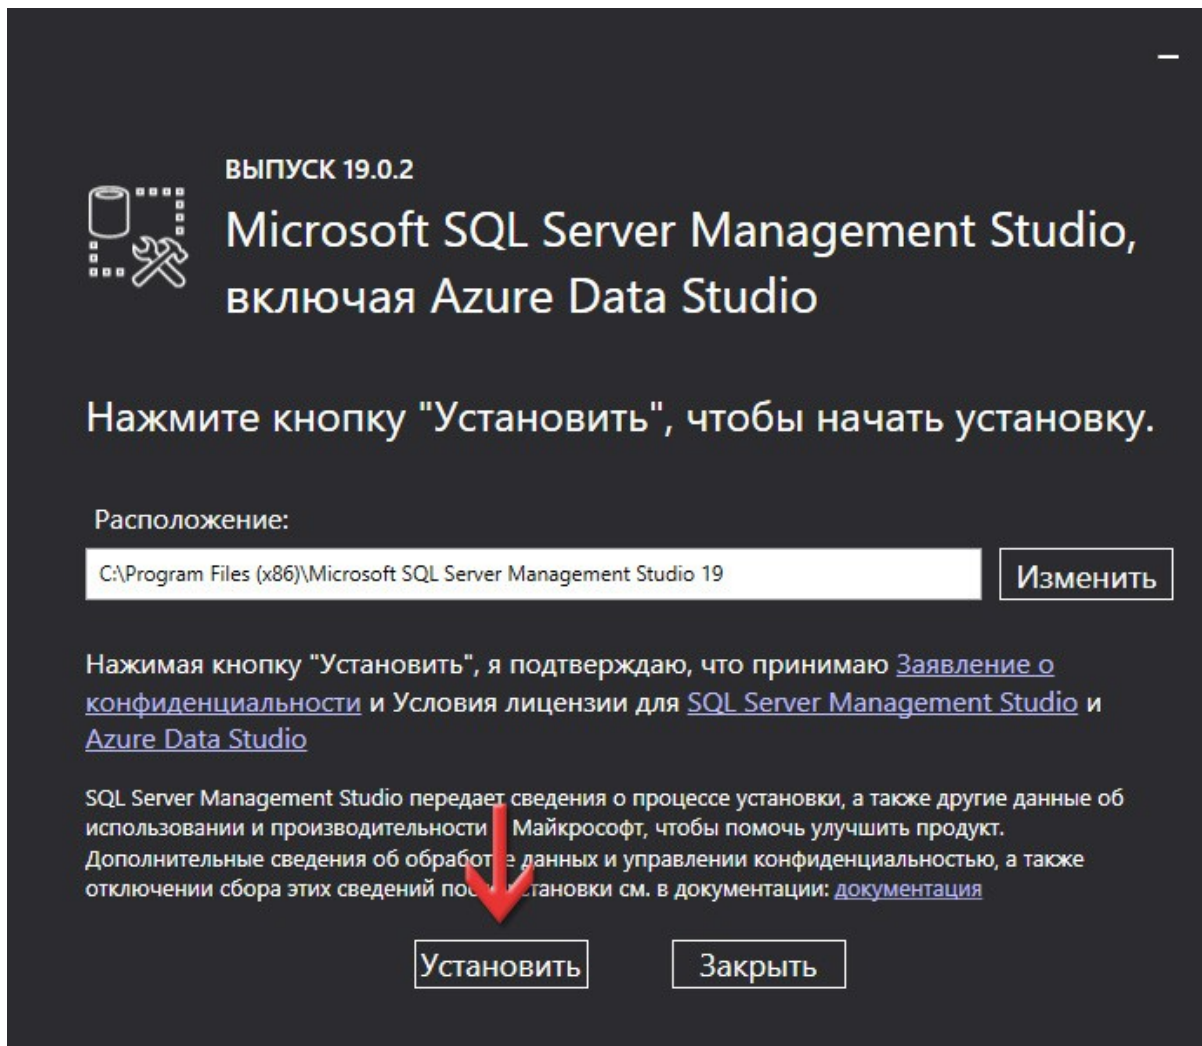 ВЫПУСК 19.0.2
Microsoft SQL Server Management Studio,
включая Azure Data Studio
Нажмите кнопку "Установить", чтобы начать установку.
Расположение:
C:\Program Files (x86)\Microsoft SQL Server Management Studio 19
Изменить
Нажимая кнопку "Установить", я подтверждаю, что принимаю Заявление о
конфиденциальности и Условия лицензии для SQL Server Management Studio и
Azure Data Studio
SQL Server Management Studio передает сведения о процессе установки, а также другие данные об
использовании и производительности Майкрософт, чтобы помочь улучшить продукт.
Дополнительные сведения об обработке данных и управлении конфиденциальностью, а также
отключении сбора этих сведений см. в документации: документация
Установить
Закрыть